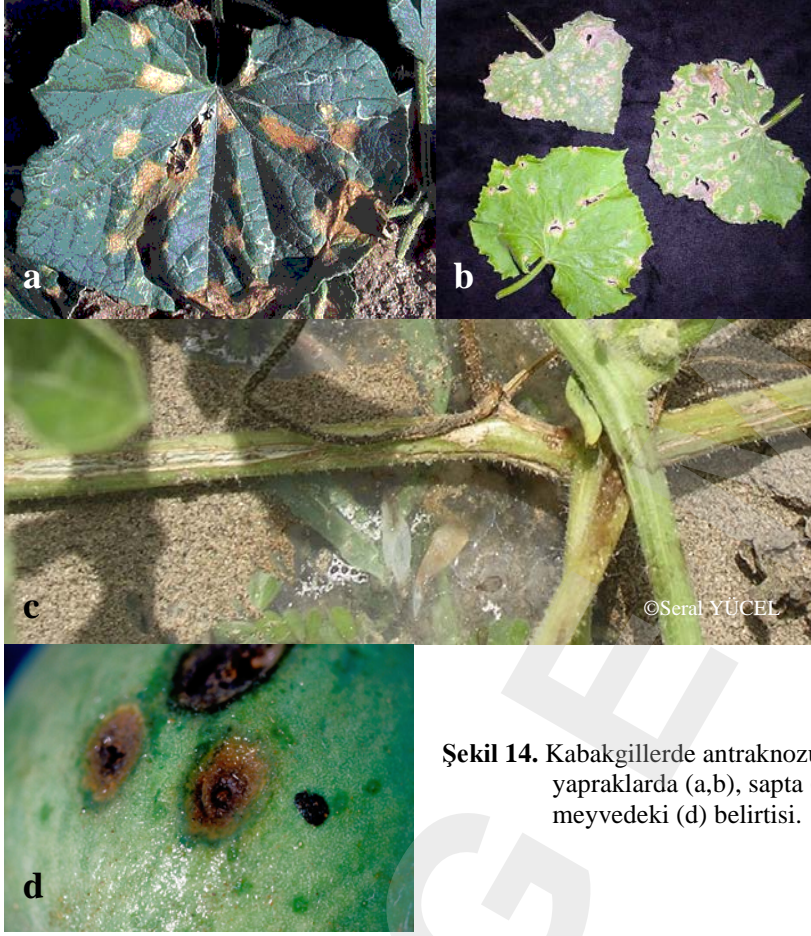 a
b
c
©Seral YÜCEL
d
Şekil 14. Kabakgillerde antraknozu
yapraklarda (a,b), sapta
meyvedeki (d) belirtisi.